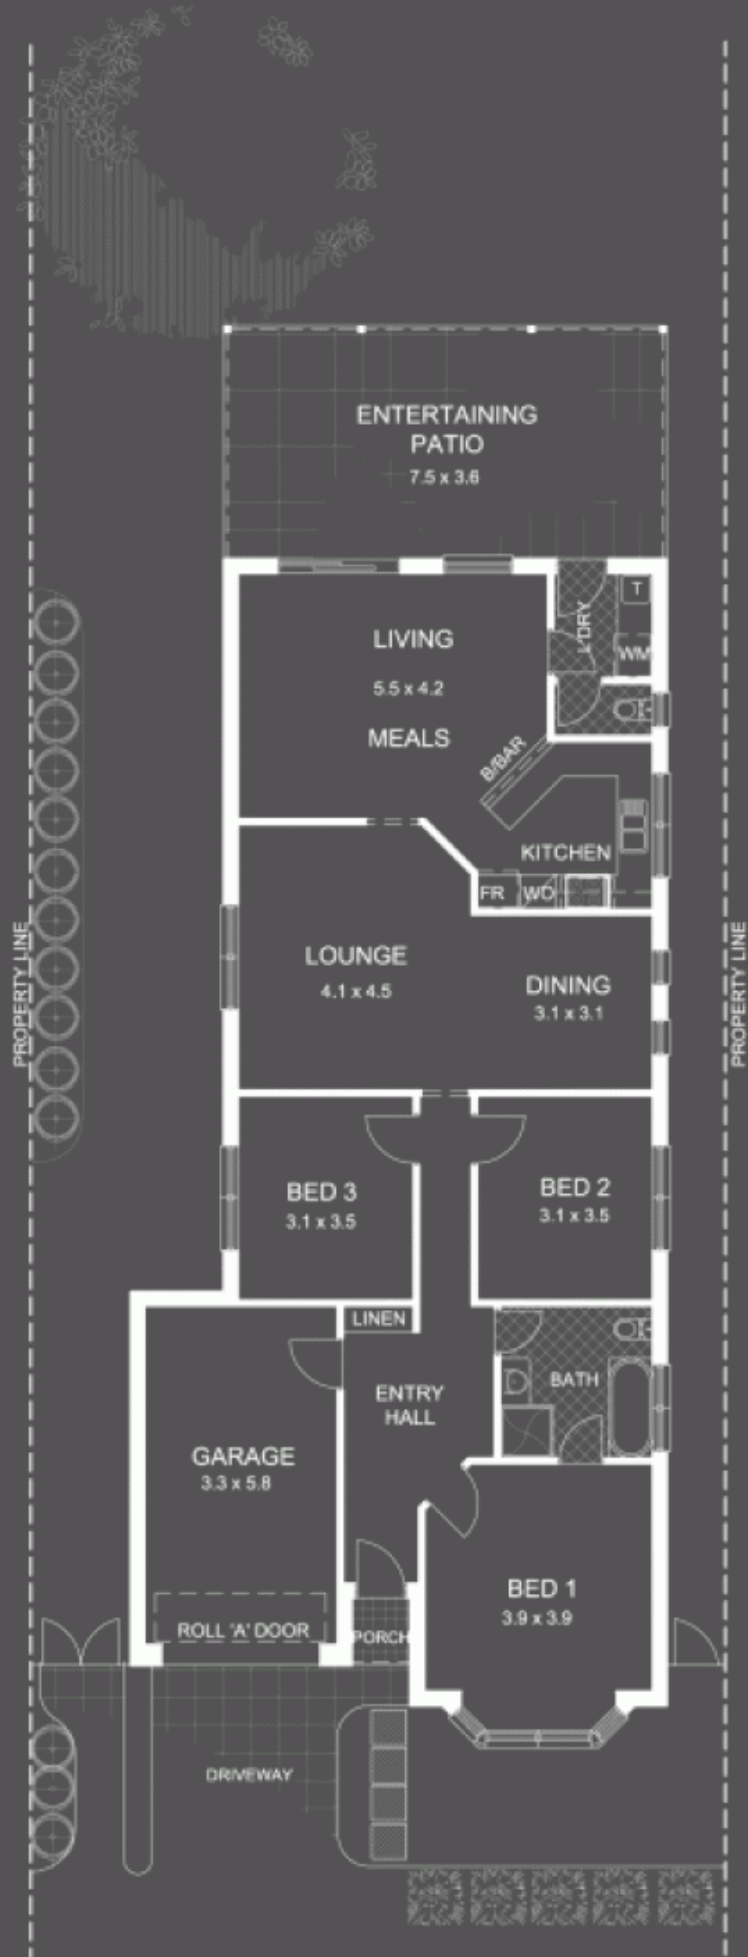 ENTERTAINING
PATIO
7.5 x 3.6
LIVING
5.5 x 4.2
MEALS
L'DRY
T
WM
B/BAR
KITCHEN
FR
WO
LOUNGE
4.1 x 4.5
DINING
3.1 x 3.1
PROPERTY LINE
PROPERTY LINE
BED 3
3.1 x 3.5
BED 2
3.1 x 3.5
LINEN
ENTRY
HALL
BATH
GARAGE
3.3 x 5.8
ROLL 'A' DOOR
PORCH
BED 1
3.9 x 3.9
DRIVEWAY